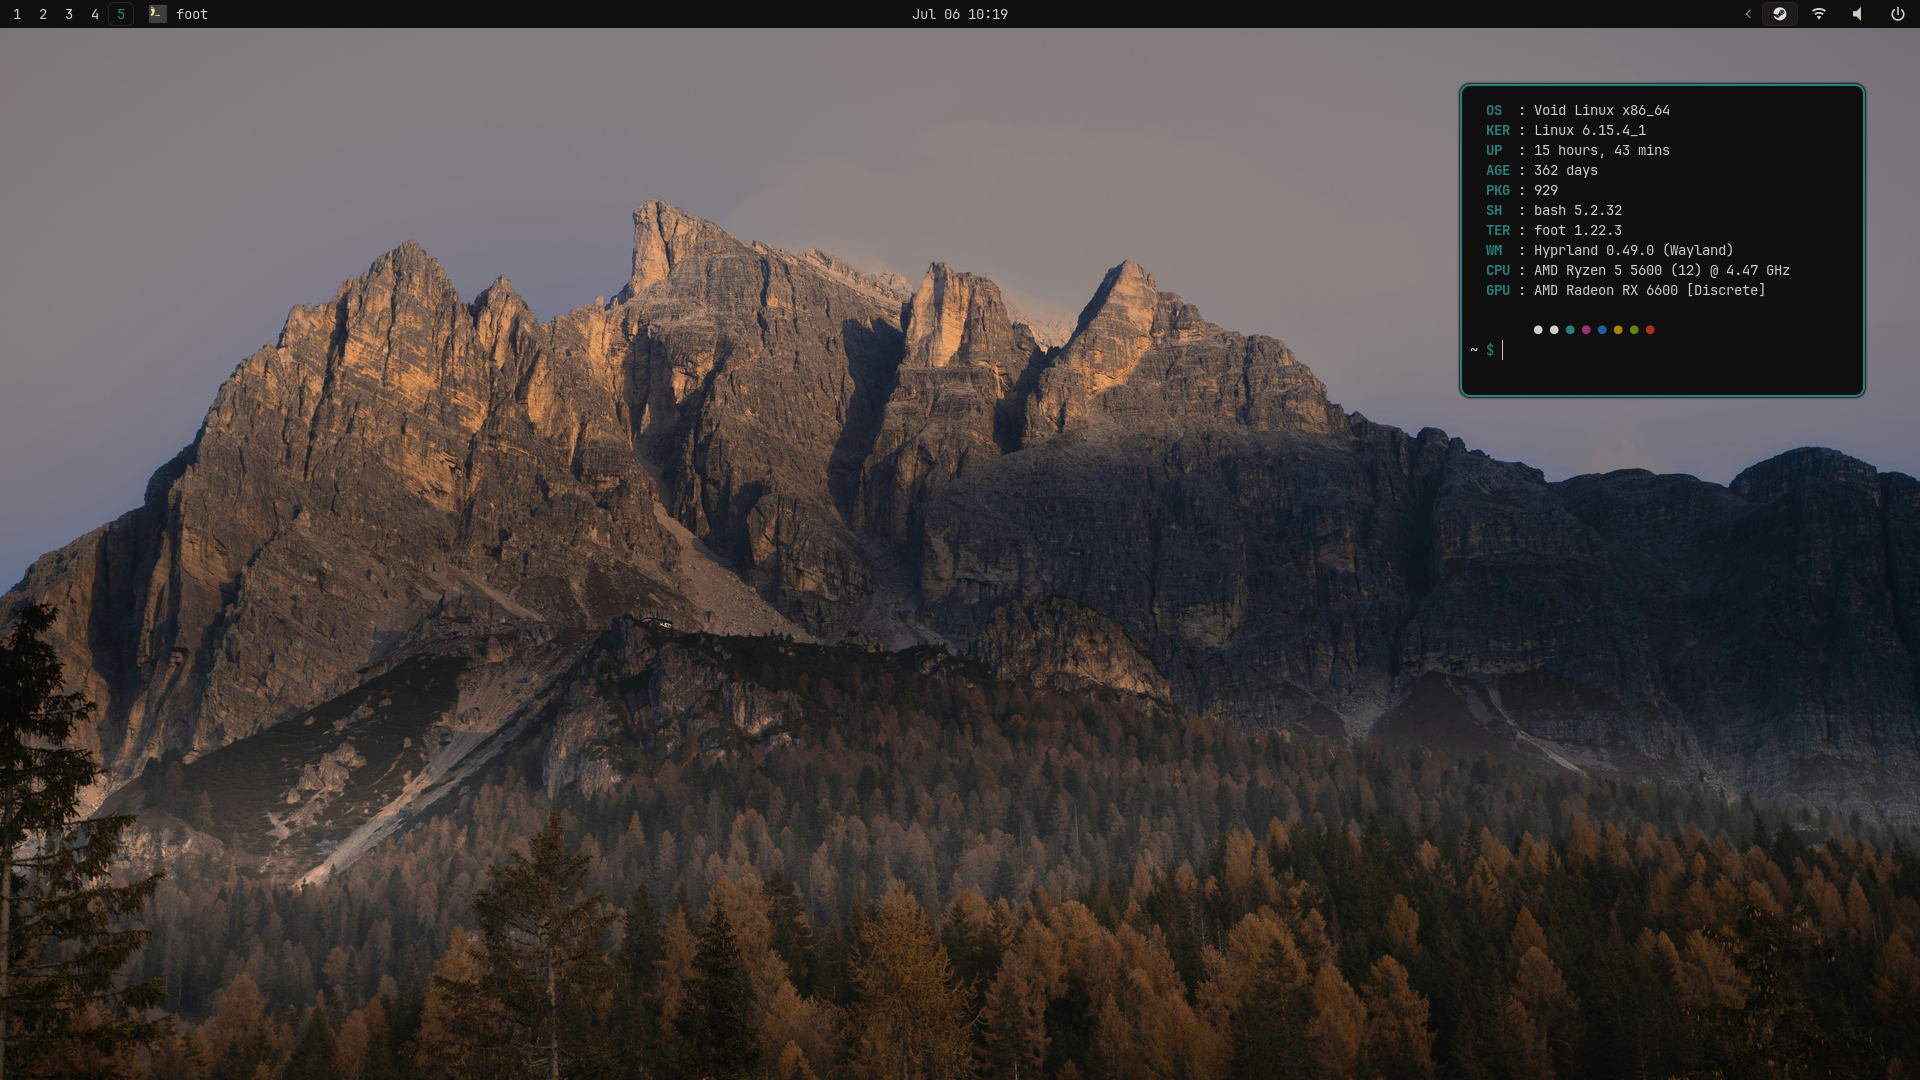 1 2 3 4 5 foot Jul 06 10:19
OS : Void Linux x86_64
KER : Linux 6.15.4_1
UP : 15 hours, 43 mins
AGE : 362 days
PKG : 929
SH : bash 5.2.32
TER : foot 1.22.3
WM : Hyprland 0.49.0 (Wayland)
CPU : AMD Ryzen 5 5600 (12) @ 4.47 GHz
GPU : AMD Radeon RX 6600 [Discrete]
~ $